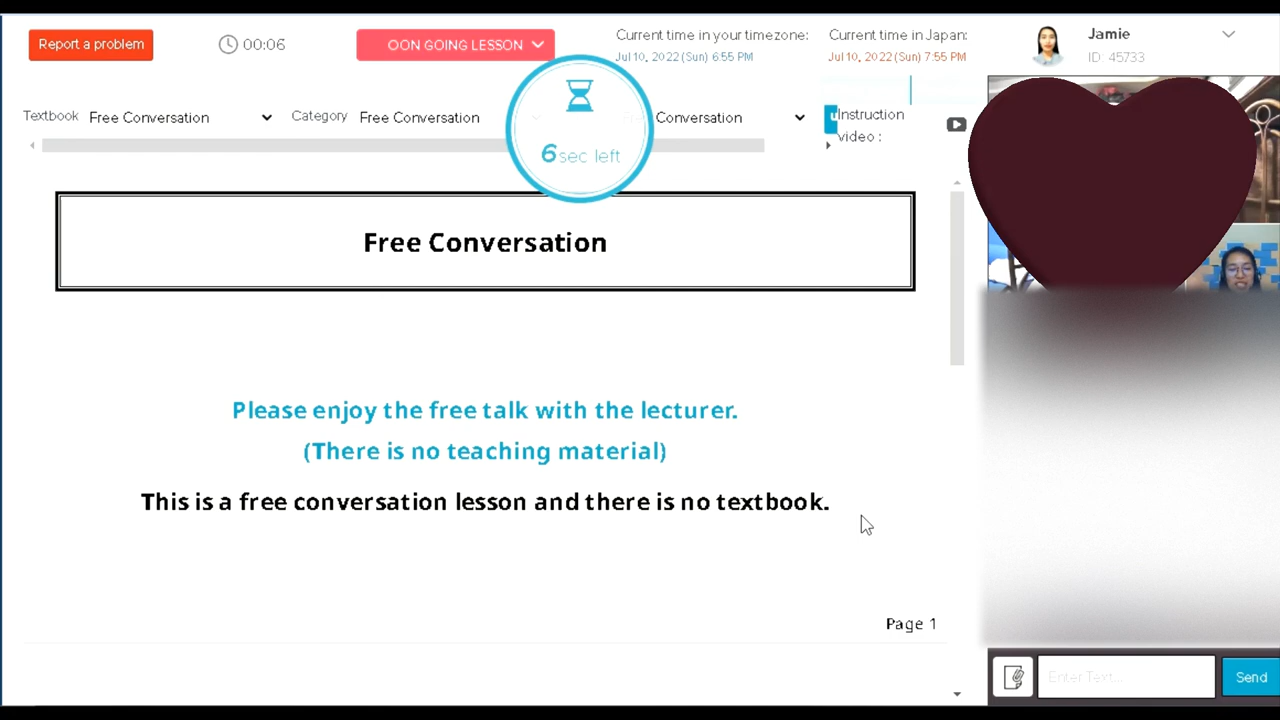 Report a problem
00:06
OON GOING LESSON
Current time in your timezone:
Jul 10, 2022 (Sun) 6:55 PM
Current time in Japan:
Jul 10, 2022 (Sun) 7:55 PM
Jamie
ID: 45733
Textbook Free Conversation Category Free Conversation Conversation
Instruction
video :
6 sec left
Free Conversation
Please enjoy the free talk with the lecturer.
(There is no teaching material)
This is a free conversation lesson and there is no textbook.
Page 1
Enter Text...
Send